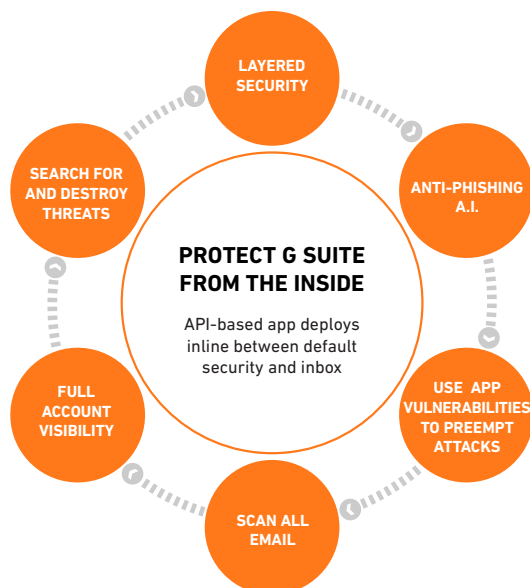 LAYERED
SECURITY
ANTI-PHISHING
A.I.
USE APP
VULNERABILITIES
TO PREEMPT
ATTACKS
SCAN ALL
EMAIL
FULL
ACCOUNT
VISIBILITY
SEARCH FOR
AND DESTROY
THREATS
PROTECT G SUITE
FROM THE INSIDE
API-based app deploys
inline between default
security and inbox